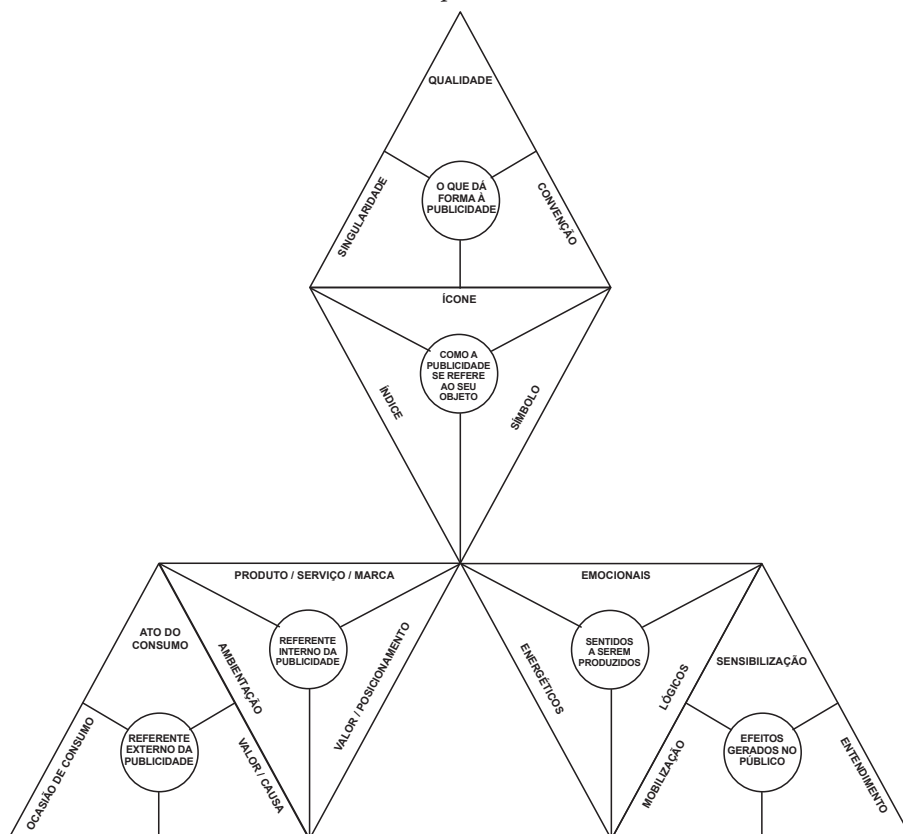 QUALIDADE
SINGULARIDADE
O QUE DÁ
FORMA À
PUBLICIDADE
CONVENÇÃO
ÍCONE
COMO A
PUBLICIDADE
SE REFERE
AO SEU
OBJETO
ÍNDICE
SÍMBOLO
PRODUTO / SERVIÇO / MARCA
EMOCIONAIS
ATO DO
CONSUMO
AMBIENTAÇÃO
REFERENTE
INTERNO DA
PUBLICIDADE
VALOR / POSICIONAMENTO
ENERGÉTICOS
SENTIDOS
A SEREM
PRODUZIDOS
LÓGICOS
SENSIBILIZAÇÃO
OCASIÃO DE CONSUMO
REFERENTE
EXTERNO DA
PUBLICIDADE
VALOR / CAUSA
MOBILIZAÇÃO
EFEITOS
GERADOS NO
PÚBLICO
ENTENDIMENTO